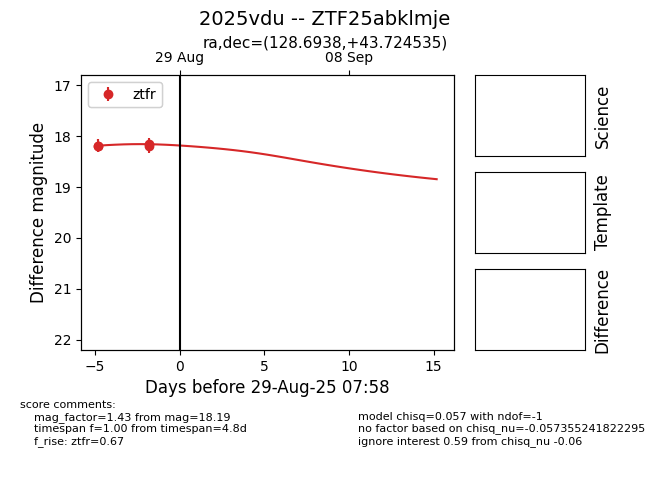 2025vdu -- ZTF25abklmje
ra,dec=(128.6938,+43.724535)
29 Aug
08 Sep
ztfr
17
18
19
20
21
22
Difference magnitude
−5
0
5
10
15
Days before 29-Aug-25 07:58
Science
Template
Difference
score comments:
mag_factor=1.43 from mag=18.19
timespan f=1.00 from timespan=4.8d
f_rise: ztfr=0.67
model chisq=0.057 with ndof=-1
no factor based on chisq_nu=-0.057355241822295
ignore interest 0.59 from chisq_nu -0.06